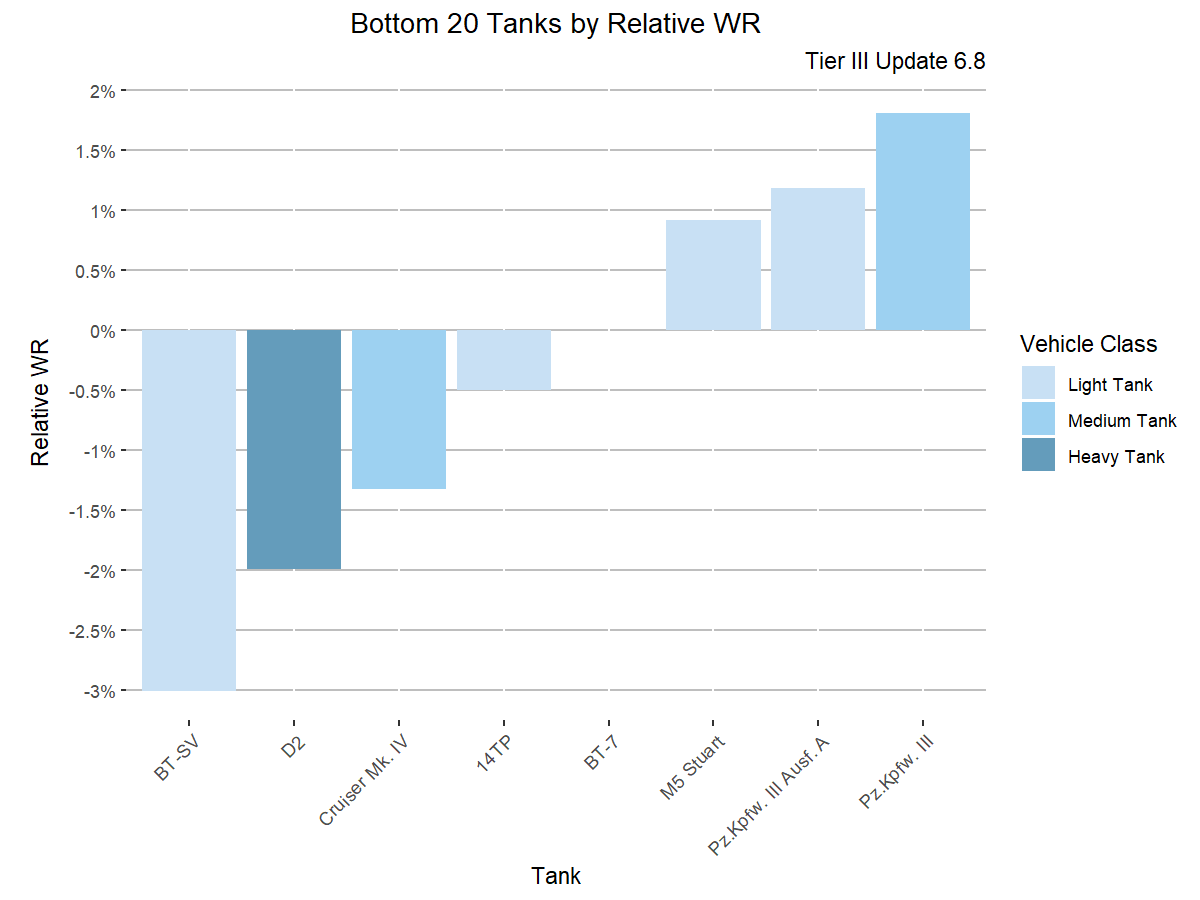 Bottom 20 Tanks by Relative WR
Tier III Update 6.8
2%
1.5%
1%
0.5%
0%
-0.5%
-1%
-1.5%
-2%
-2.5%
-3%
Relative WR
BT-SV
D2
Cruiser Mk. IV
14TP
BT-7
M5 Stuart
Pz.Kpfw. III Ausf. A
Pz.Kpfw. III
Tank
Vehicle Class
Light Tank
Medium Tank
Heavy Tank